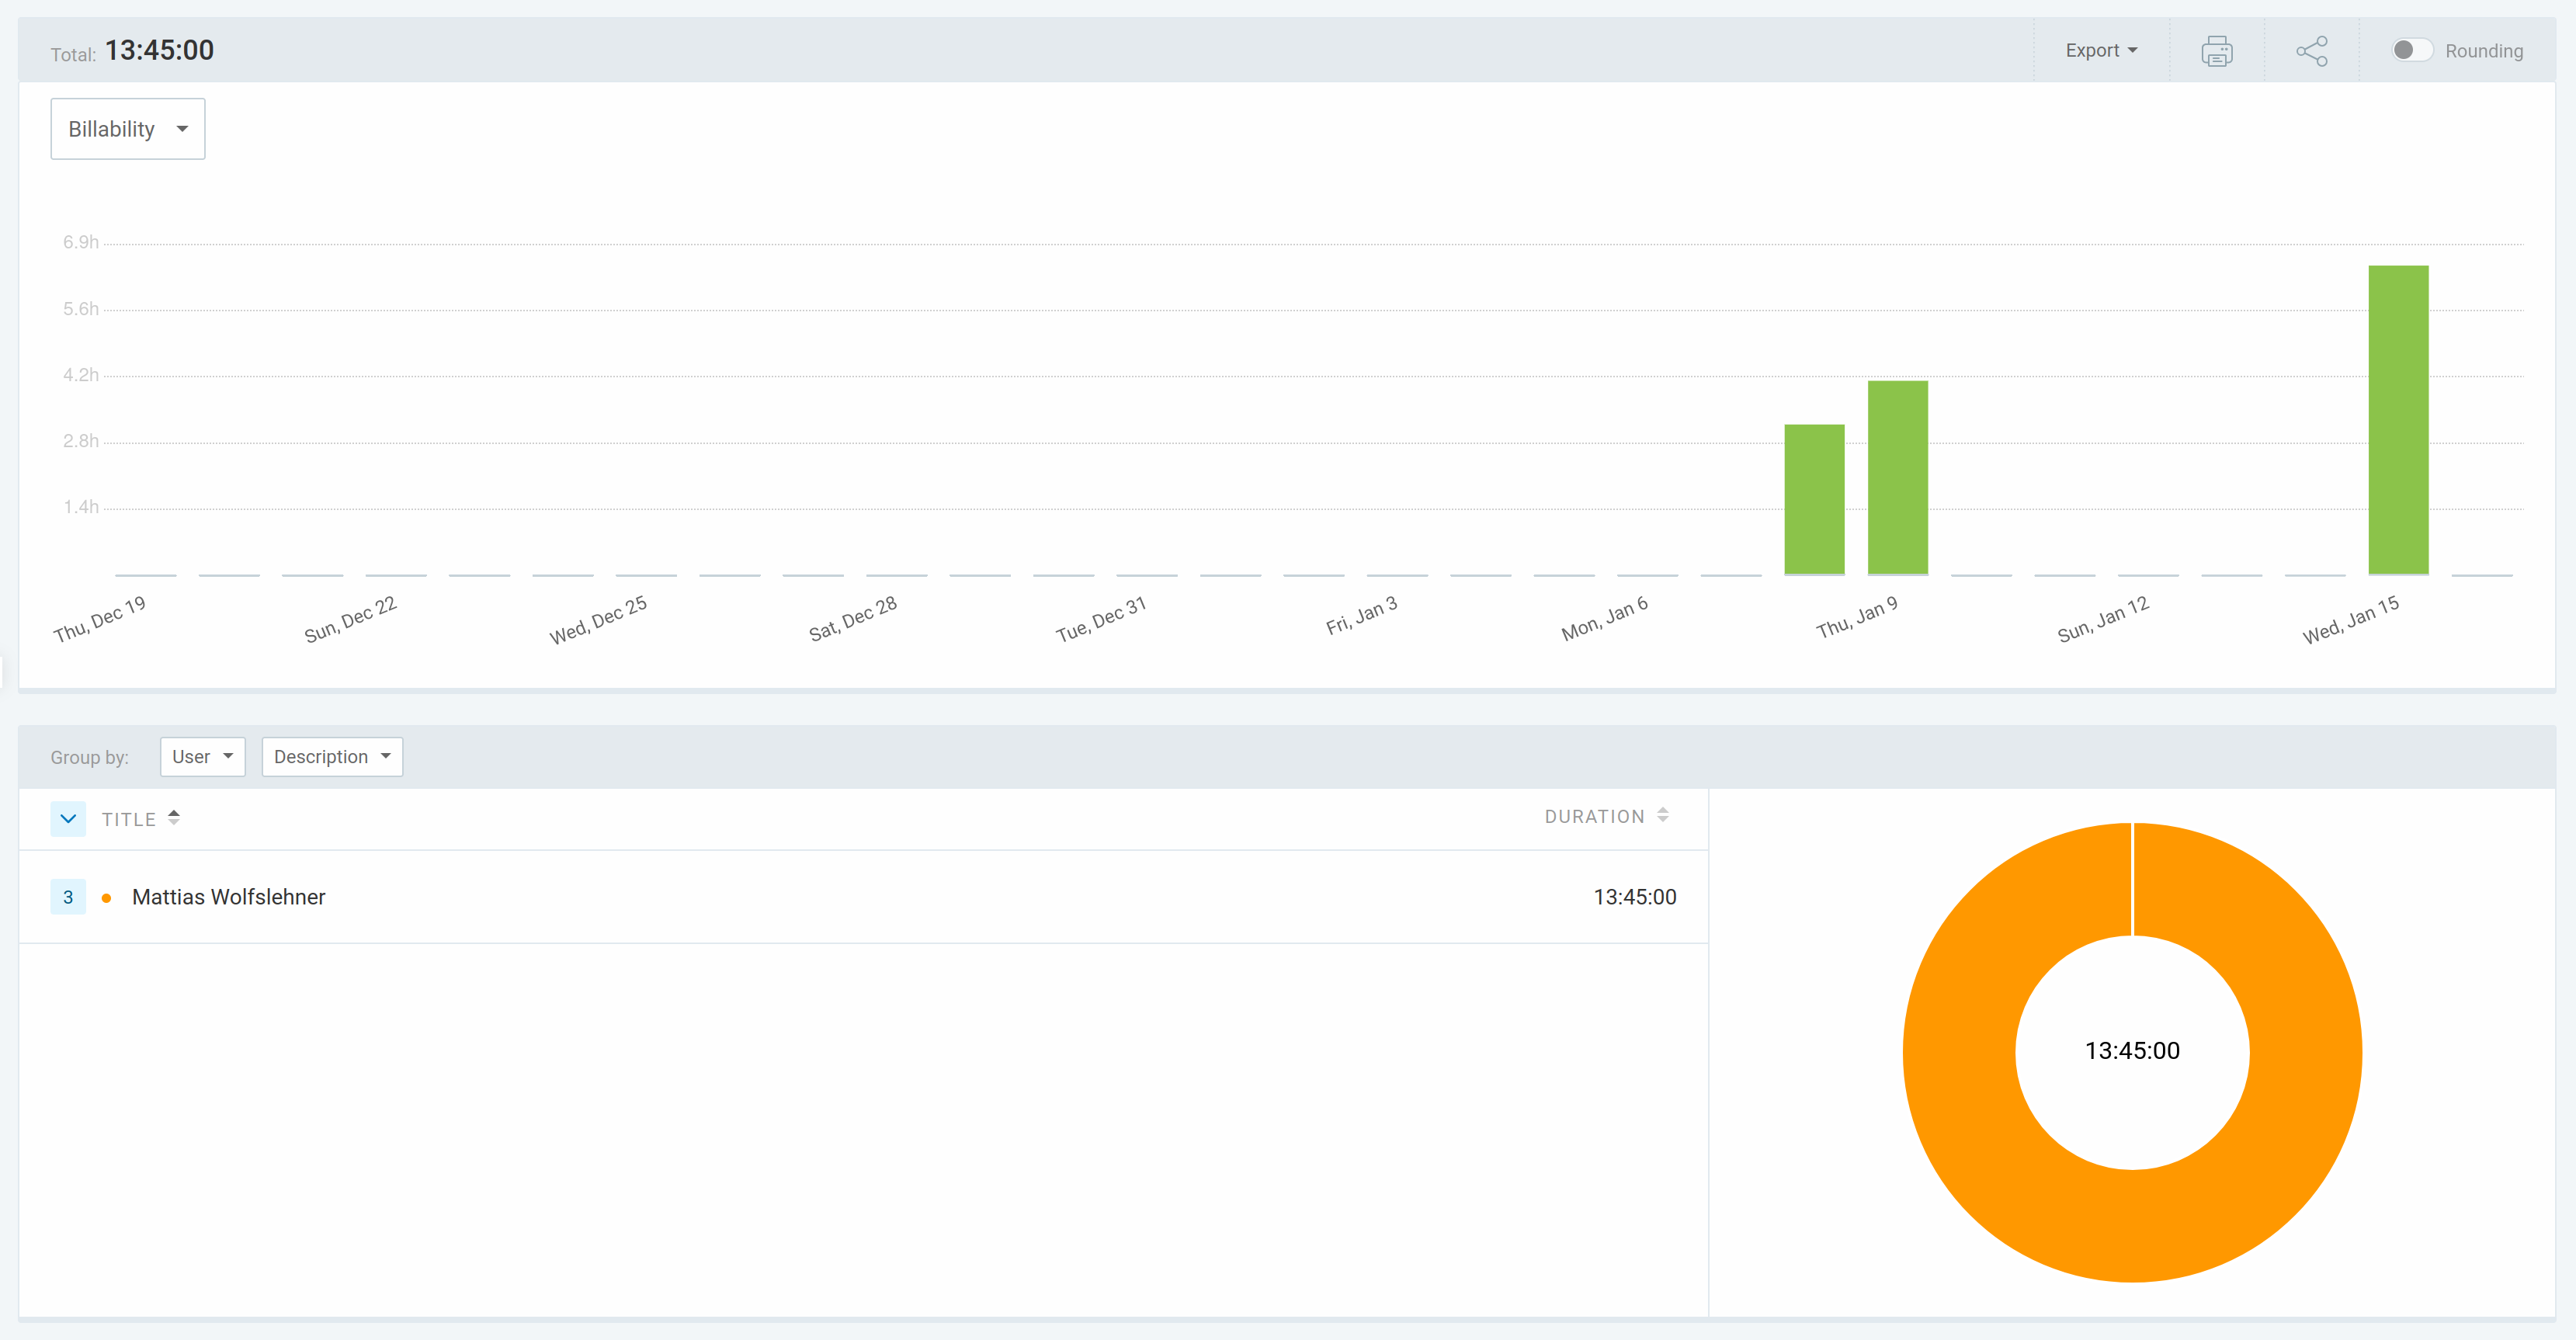 Total: 13:45:00 Export Rounding
Billability
6.9h
5.6h
4.2h
2.8h
1.4h
Thu, Dec 19 Sun, Dec 22 Wed, Dec 25 Sat, Dec 28 Tue, Dec 31 Fri, Jan 3 Mon, Jan 6 Thu, Jan 9 Sun, Jan 12 Wed, Jan 15
Group by: User Description
TITLE DURATION
3 Mattias Wolfslehner 13:45:00
13:45:00